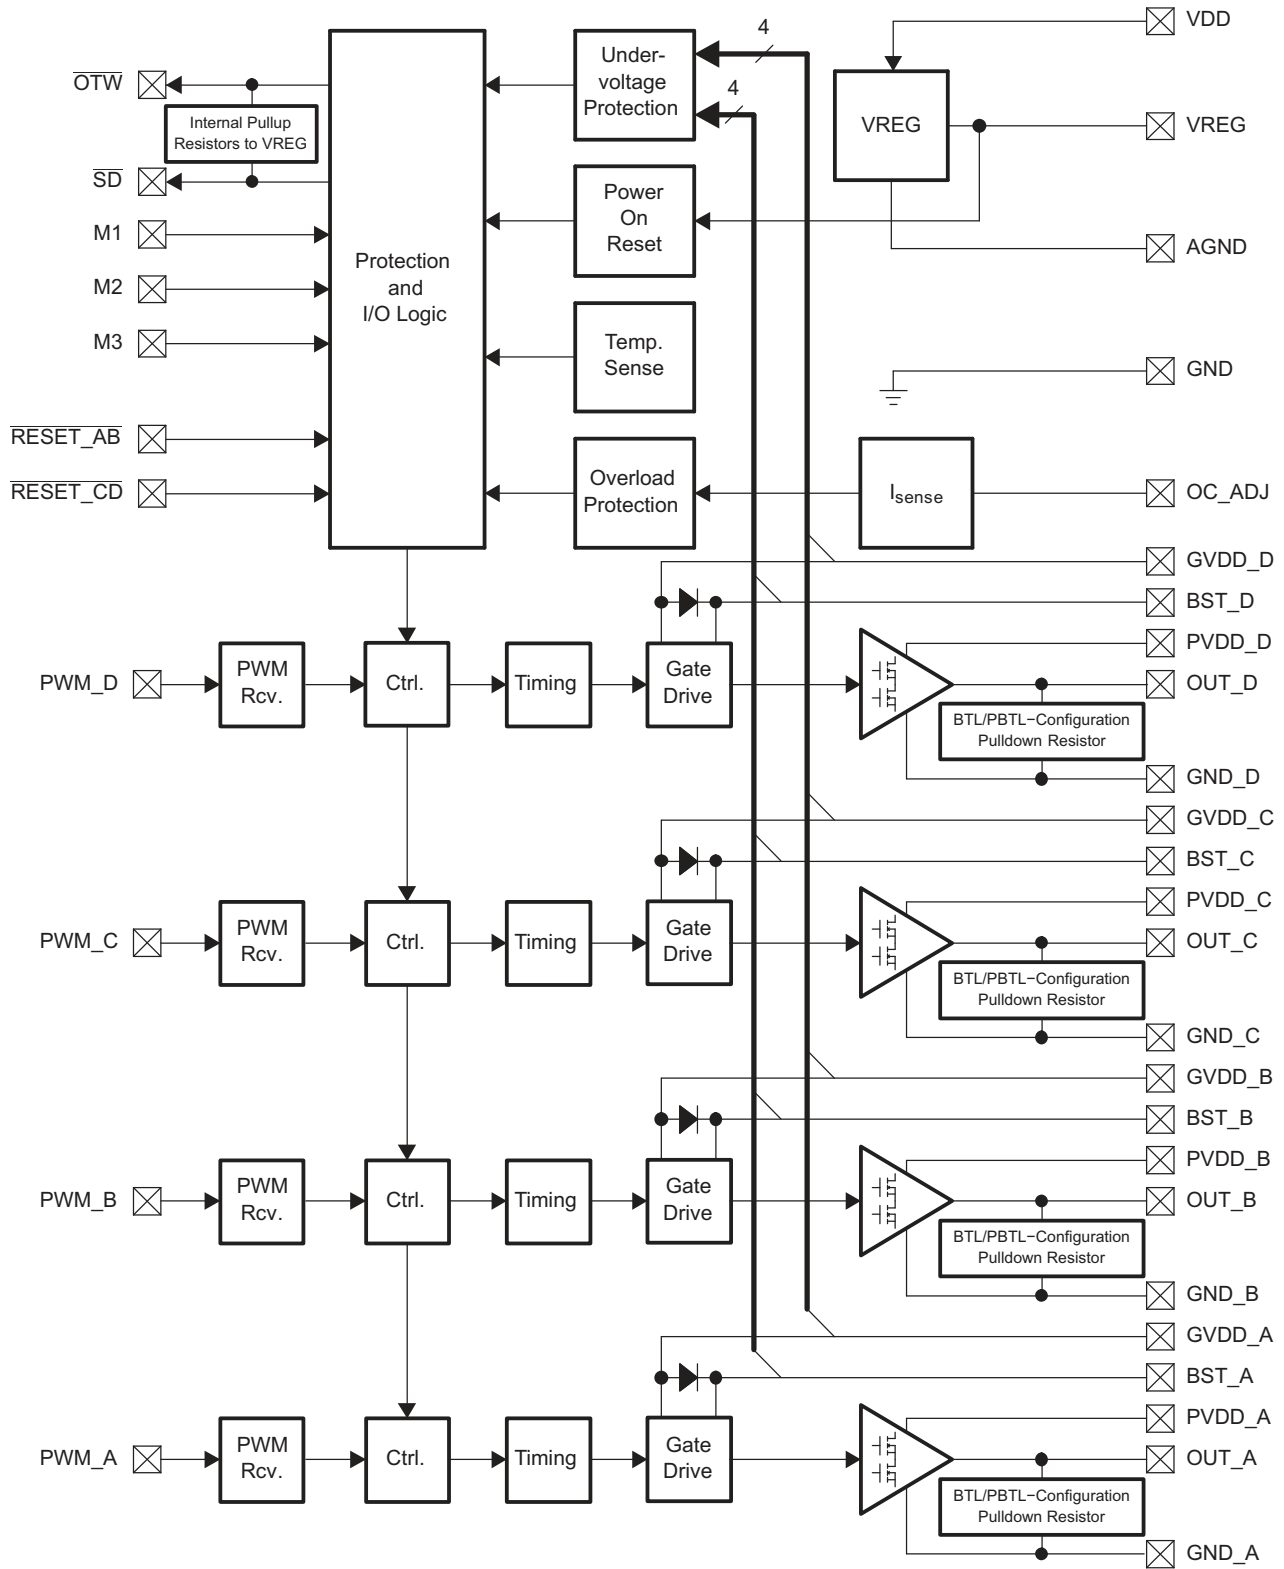 4
VDD
OTW
Under-
voltage
Protection
4
Internal Pullup
Resistors to VREG
VREG
VREG
SD
Power
On
Reset
M1
AGND
Protection
and
I/O Logic
M2
M3
Temp.
Sense
GND
RESET_AB
RESET_CD
Overload
Protection
Isense
OC_ADJ
GVDD_D
BST_D
PVDD_D
PWM_D
PWM
Rcv.
Ctrl.
Timing
Gate
Drive
OUT_D
BTL/PBTL−Configuration
Pulldown Resistor
GND_D
GVDD_C
BST_C
PVDD_C
PWM_C
PWM
Rcv.
Ctrl.
Timing
Gate
Drive
OUT_C
BTL/PBTL−Configuration
Pulldown Resistor
GND_C
GVDD_B
BST_B
PVDD_B
PWM_B
PWM
Rcv.
Ctrl.
Timing
Gate
Drive
OUT_B
BTL/PBTL−Configuration
Pulldown Resistor
GND_B
GVDD_A
BST_A
PVDD_A
PWM_A
PWM
Rcv.
Ctrl.
Timing
Gate
Drive
OUT_A
BTL/PBTL−Configuration
Pulldown Resistor
GND_A